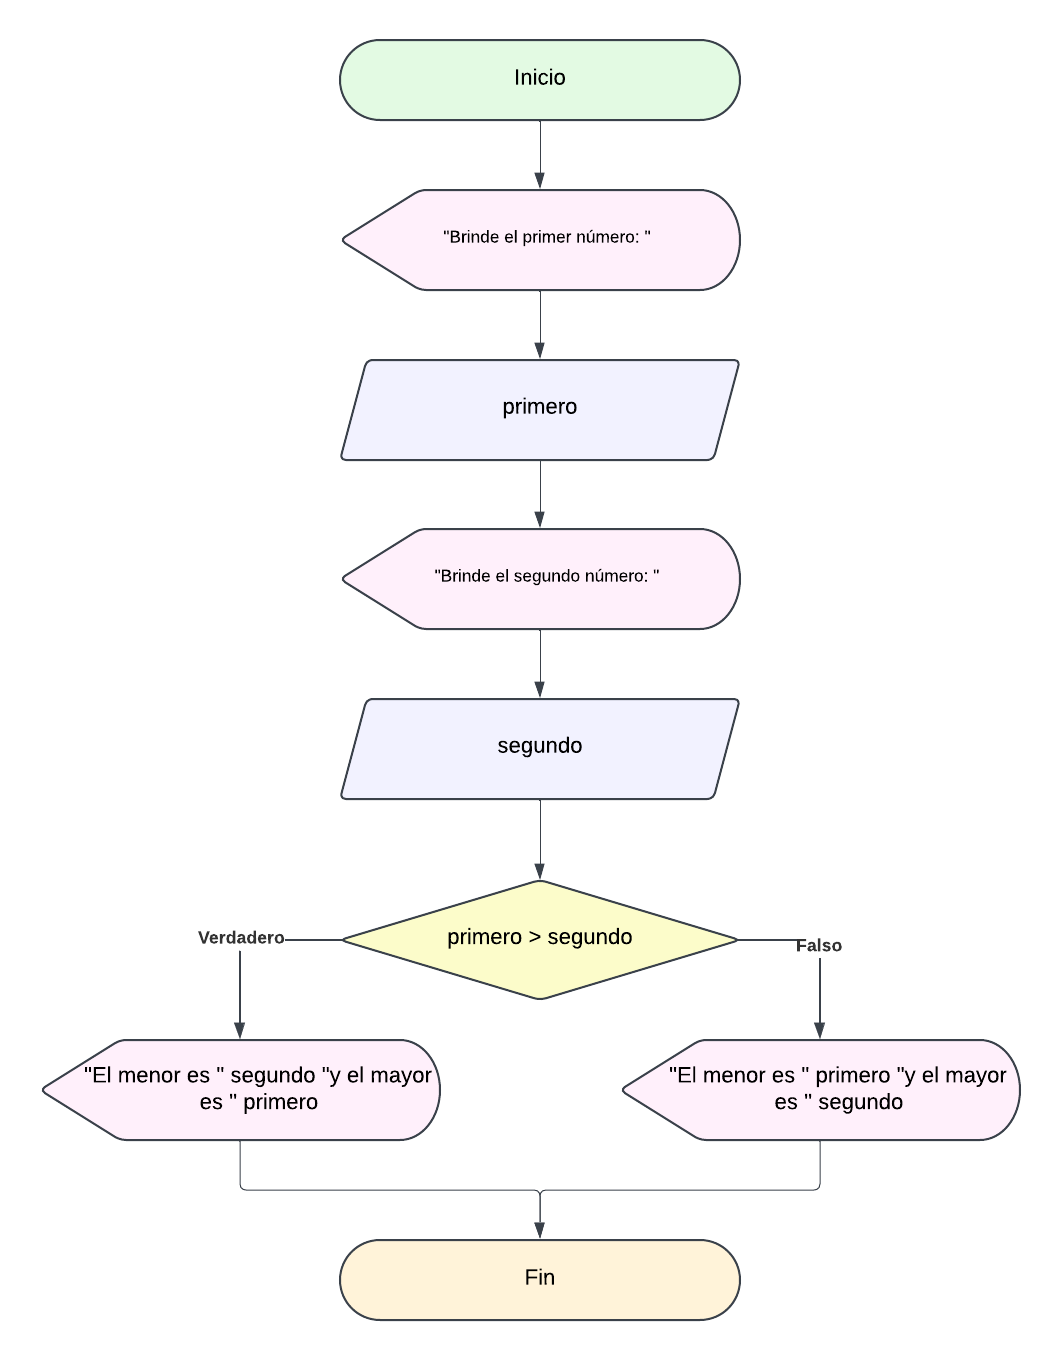 Inicio
"Brinde el primer número: "
primero
"Brinde el segundo número: "
segundo
primero > segundo
Verdadero
Falso
"El menor es " segundo "y el mayor
es " primero
"El menor es " primero "y el mayor
es " segundo
Fin